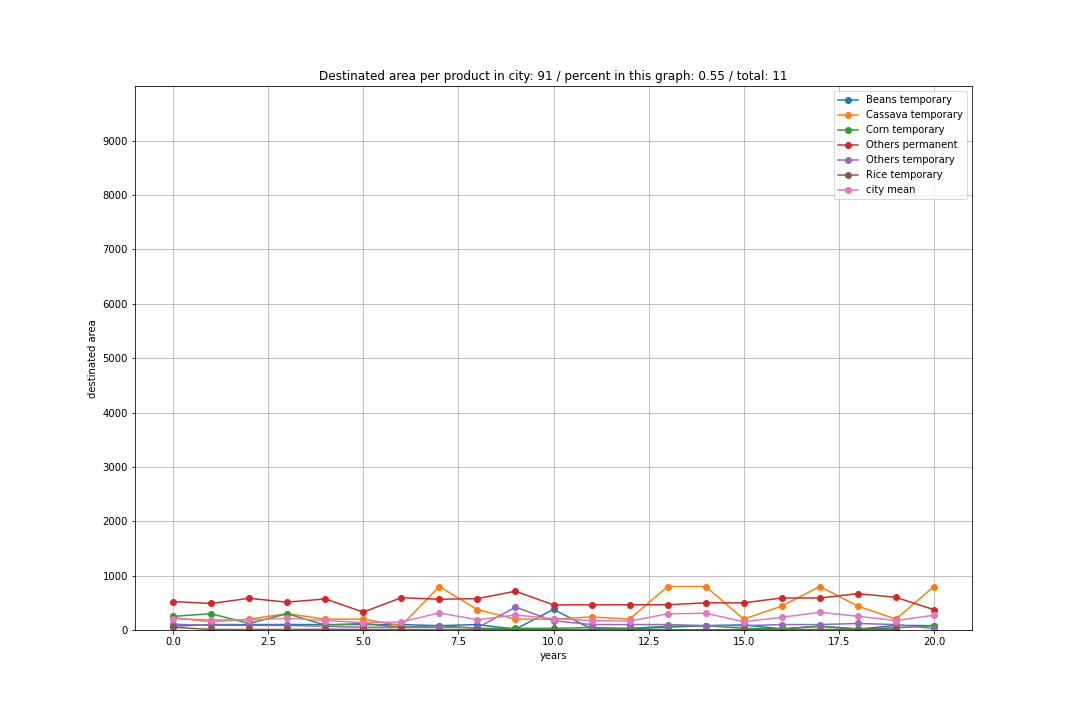 Destinated area per product in city: 91 / percent in this graph: 0.55 / total: 11
Beans temporary
Cassava temporary
Corn temporary
Others permanent
Others temporary
Rice temporary
city mean
9000
8000
7000
6000
5000
4000
3000
2000
1000
0
destinated area
0.0 2.5 5.0 7.5 10.0 12.5 15.0 17.5 20.0
years